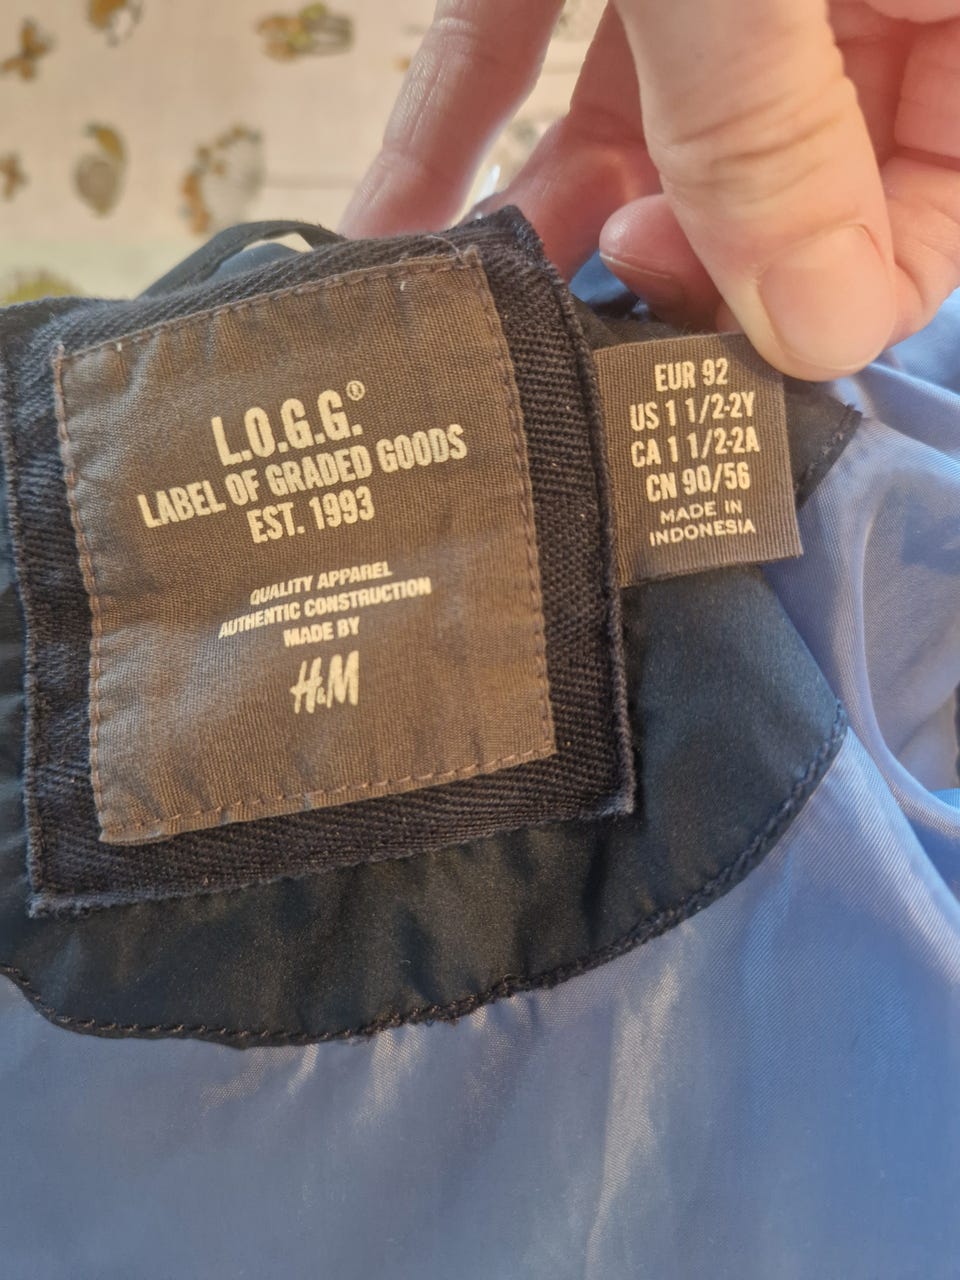 L.O.G.G.®
LABEL OF GRADED GOODS
EST. 1993
QUALITY APPAREL
AUTHENTIC CONSTRUCTION
MADE BY
H&M
EUR 92
US 1 1/2-2Y
CA 1 1/2-2A
CN 90/56
MADE IN
INDONESIA